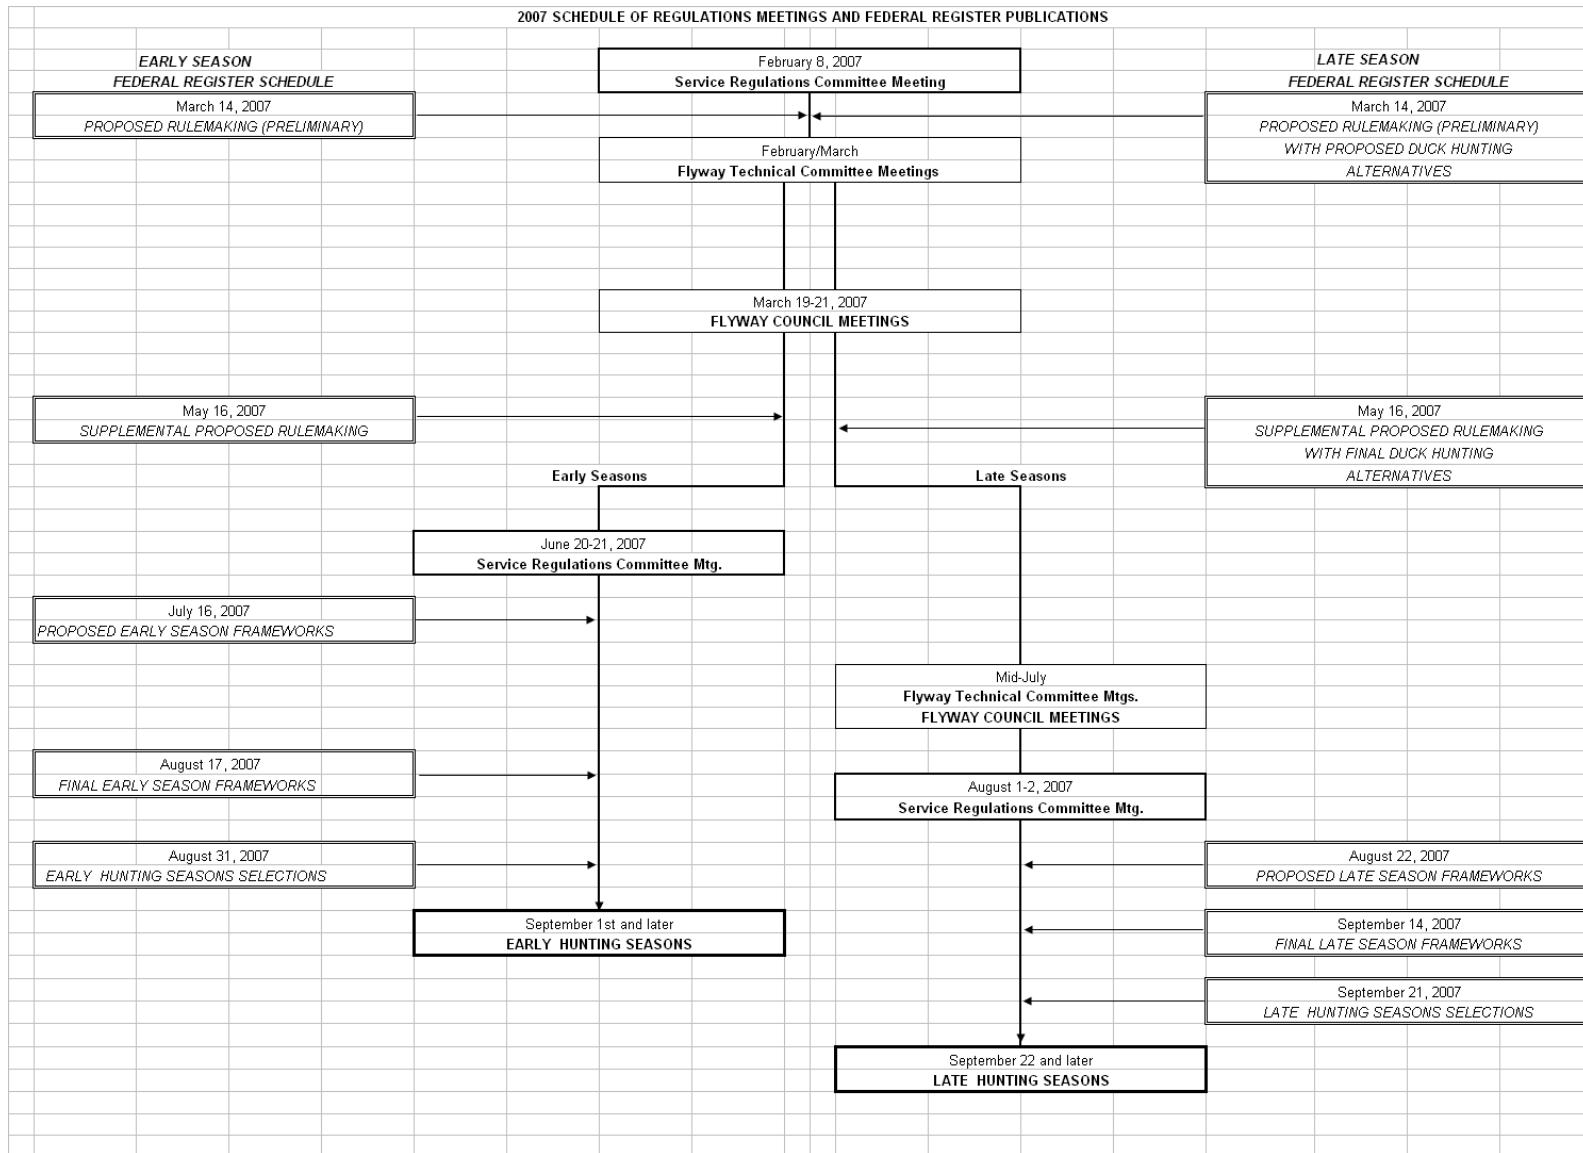 2007 SCHEDULE OF REGULATIONS MEETINGS AND FEDERAL REGISTER PUBLICATIONS
EARLY SEASON
FEDERAL REGISTER SCHEDULE
February 8, 2007
Service Regulations Committee Meeting
LATE SEASON
FEDERAL REGISTER SCHEDULE
March 14, 2007
PROPOSED RULEMAKING (PRELIMINARY)
March 14, 2007
PROPOSED RULEMAKING (PRELIMINARY)
WITH PROPOSED DUCK HUNTING
ALTERNATIVES
February/March
Flyway Technical Committee Meetings
March 19-21, 2007
FLYWAY COUNCIL MEETINGS
May 16, 2007
SUPPLEMENTAL PROPOSED RULEMAKING
May 16, 2007
SUPPLEMENTAL PROPOSED RULEMAKING
WITH FINAL DUCK HUNTING
ALTERNATIVES
Early Seasons
Late Seasons
June 20-21, 2007
Service Regulations Committee Mtg.
July 16, 2007
PROPOSED EARLY SEASON FRAMEWORKS
Mid-July
Flyway Technical Committee Mtgs.
FLYWAY COUNCIL MEETINGS
August 17, 2007
FINAL EARLY SEASON FRAMEWORKS
August 1-2, 2007
Service Regulations Committee Mtg.
August 31, 2007
EARLY HUNTING SEASONS SELECTIONS
August 22, 2007
PROPOSED LATE SEASON FRAMEWORKS
September 1st and later
EARLY HUNTING SEASONS
September 14, 2007
FINAL LATE SEASON FRAMEWORKS
September 21, 2007
LATE HUNTING SEASONS SELECTIONS
September 22 and later
LATE HUNTING SEASONS